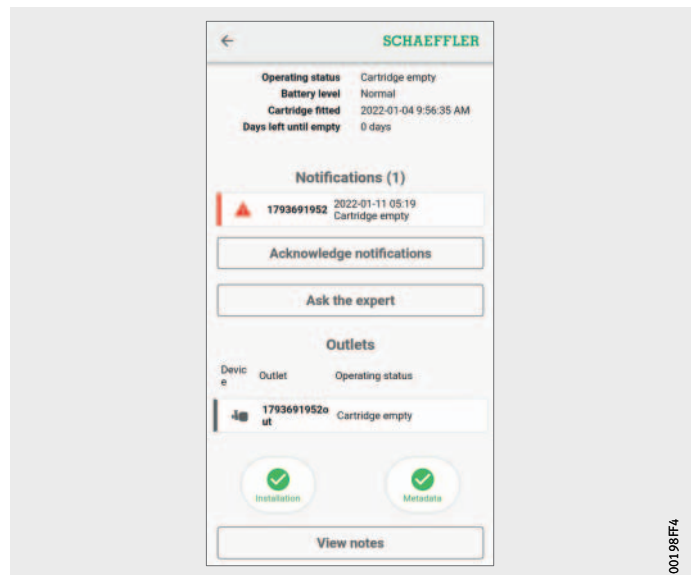 SCHAEFFLER
Operating status Cartridge empty
Battery level Normal
Cartridge fitted 2022-01-04 9:56:35 AM
Days left until empty 0 days
Notifications (1)
1793691952 2022-01-11 05:19
Cartridge empty
Acknowledge notifications
Ask the expert
Outlets
Devic
e Outlet Operating status
1793691952o
ut Cartridge empty
Installation Metadata
View notes
00198FF4